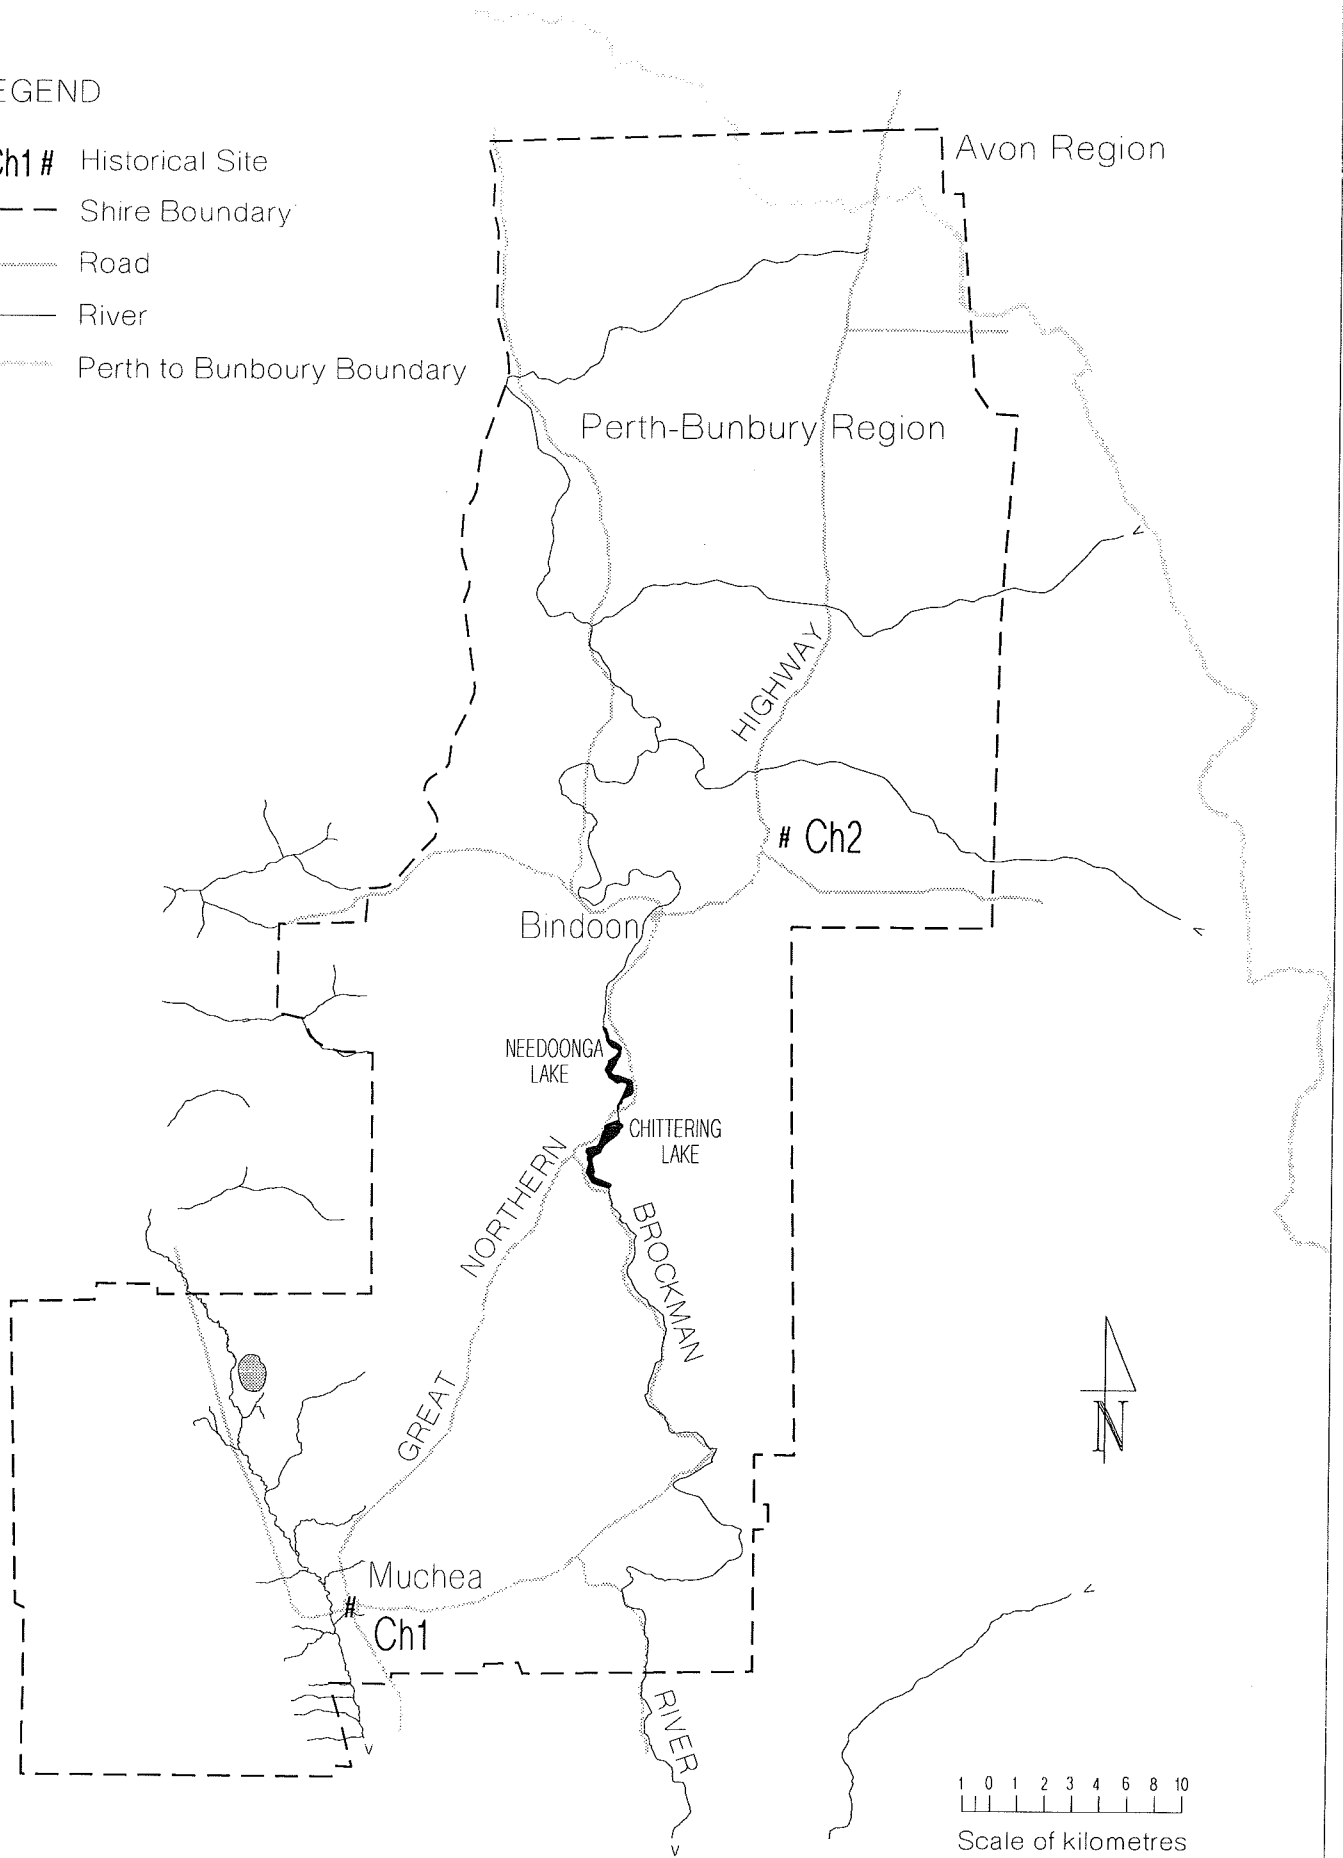 EGEND
Ch1 # Historical Site
Shire Boundary
Road
River
Perth to Bunboury Boundary
Avon Region
Perth-Bunbury Region
HIGHWAY
# Ch2
Bindoon
NEEDOONGA
LAKE
CHITTERING
LAKE
NORTHERN
BROCKMAN
GREAT
N
Muchea
#
Ch1
RIVER
1 0 1 2 3 4 6 8 10
Scale of kilometres